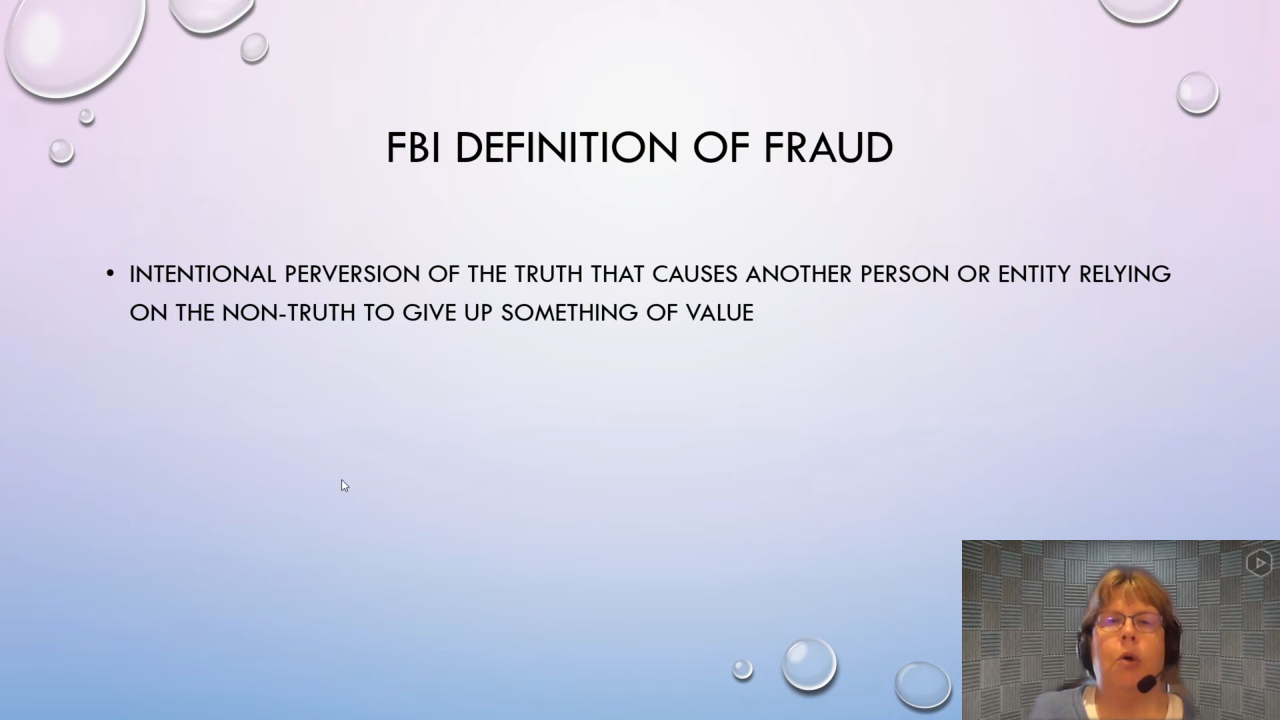 FBI DEFINITION OF FRAUD
• INTENTIONAL PERVERSION OF THE TRUTH THAT CAUSES ANOTHER PERSON OR ENTITY RELYING
ON THE NON-TRUTH TO GIVE UP SOMETHING OF VALUE